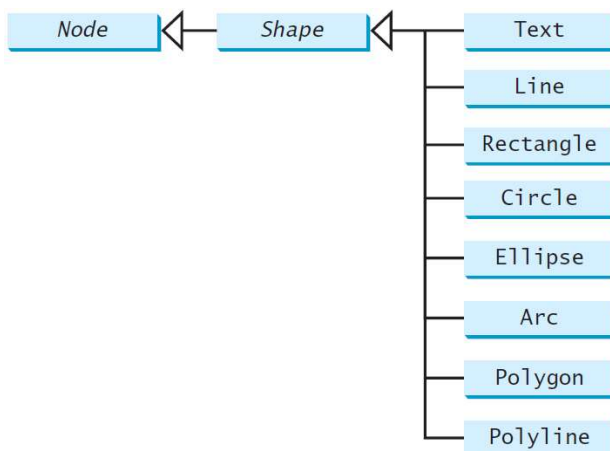 Node
Shape
Text
Line
Rectangle
Circle
Ellipse
Arc
Polygon
Polyline